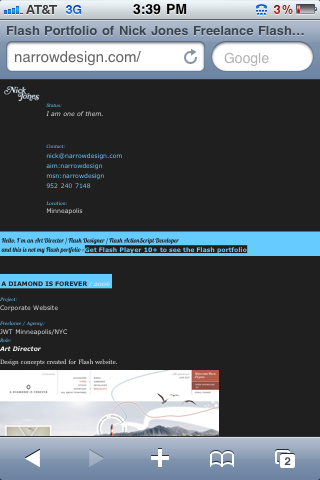 AT&T 3G 3:39 PM 3%
Flash Portfolio of Nick Jones Freelance Flash...
narrowdesign.com/ Google
Nick
Jones
Status:
I am one of them.
Contact:
nick@narrowdesign.com
aim:narrowdesign
msn:narrowdesign
952 240 7148
Location:
Minneapolis
Hello, I'm an Art Director / Flash Designer / Flash ActionScript Developer
and this is not my Flash portfolio : Get Flash Player 10+ to see the Flash portfolio
A DIAMOND IS FOREVER / 2008
Project:
Corporate Website
Freelance / Agency:
JWT Minneapolis/NYC
Role:
Art Director
Design concepts created for Flash website.
A DIAMOND IS FOREVER
2